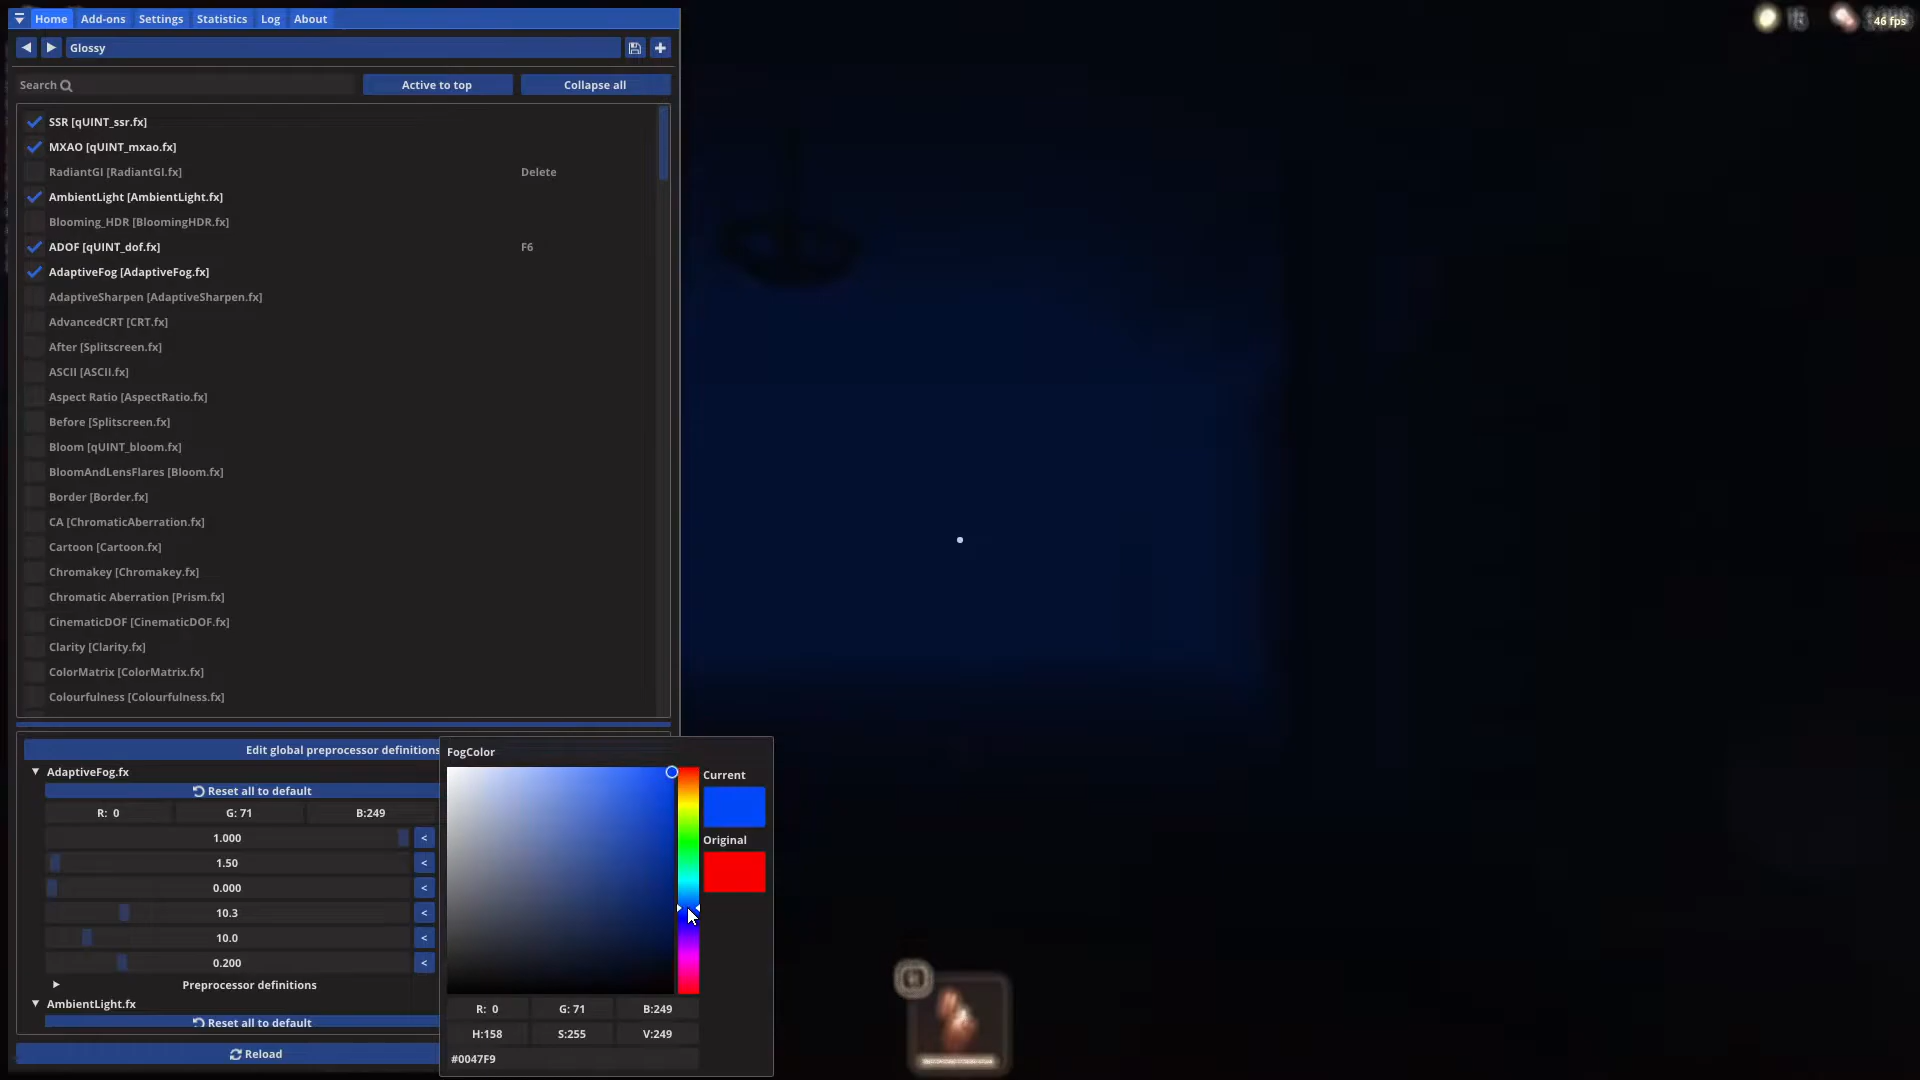 Home Add-ons Settings Statistics Log About
46 fps
Glossy
Search Active to top Collapse all
SSR [qUINT_ssr.fx]
MXAO [qUINT_mxao.fx]
RadiantGI [RadiantGI.fx] Delete
AmbientLight [AmbientLight.fx]
Blooming_HDR [BloomingHDR.fx]
ADOF [qUINT_dof.fx] F6
AdaptiveFog [AdaptiveFog.fx]
AdaptiveSharpen [AdaptiveSharpen.fx]
AdvancedCRT [CRT.fx]
After [Splitscreen.fx]
ASCII [ASCII.fx]
Aspect Ratio [AspectRatio.fx]
Before [Splitscreen.fx]
Bloom [qUINT_bloom.fx]
BloomAndLensFlares [Bloom.fx]
Border [Border.fx]
CA [ChromaticAberration.fx]
Cartoon [Cartoon.fx]
Chromakey [Chromakey.fx]
Chromatic Aberration [Prism.fx]
CinematicDOF [CinematicDOF.fx]
Clarity [Clarity.fx]
ColorMatrix [ColorMatrix.fx]
Colourfulness [Colourfulness.fx]
Edit global preprocessor definitions
AdaptiveFog.fx
Reset all to default
R: 0 G: 71 B:249
1.000 <
1.50 <
0.000 <
10.3 <
10.0 <
0.200 <
Preprocessor definitions
AmbientLight.fx
Reset all to default
Reload
FogColor
Current
Original
R: 0 G: 71 B:249
H:158 S:255 V:249
#0047F9